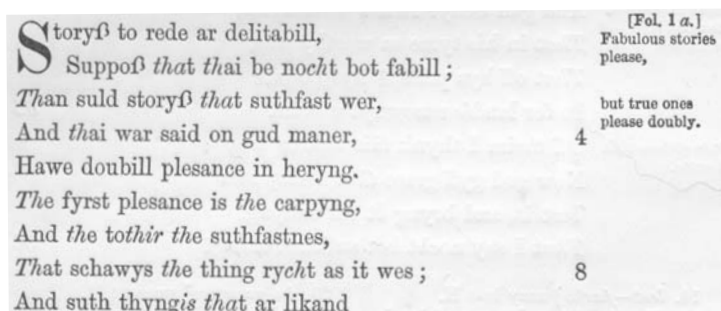 Storyß to rede ar delitabill,
Suppoß that thai be nocht bot fabill ;
Than suld storyß that suthfast wer,
And thai war said on gud maner,
4
Hawe doubill plesance in heryng.
The fyrst plesance is the carpyng,
And the tothir the suthfastnes,
That schawys the thing rycht as it wes ;
8
And suth thyngis that ar likand
[Fol. 1 a.]
Fabulous stories
please,
but true ones
please doubly.